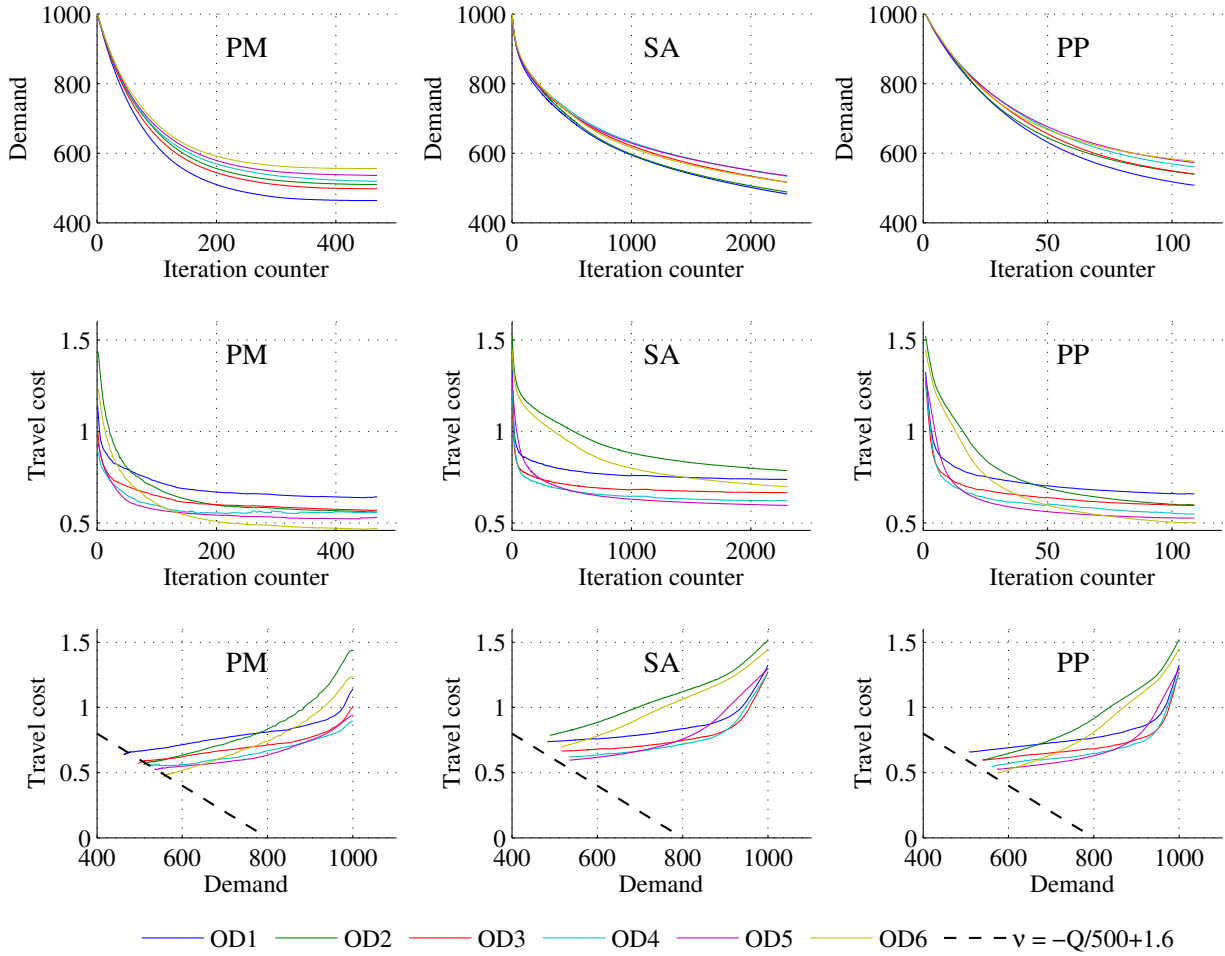 1000
800
600
400
Demand
PM
0
200
400
Iteration counter
1000
800
600
400
Demand
SA
0
1000
2000
Iteration counter
1000
800
600
400
Demand
PP
0
50
100
Iteration counter
1.5
1
0.5
Travel cost
PM
0
200
400
Iteration counter
1.5
1
0.5
Travel cost
SA
0
1000
2000
Iteration counter
1.5
1
0.5
Travel cost
PP
0
50
100
Iteration counter
1.5
1
0.5
0
Travel cost
PM
400
600
800
1000
Demand
1.5
1
0.5
0
Travel cost
SA
400
600
800
1000
Demand
1.5
1
0.5
0
Travel cost
PP
400
600
800
1000
Demand
OD1 OD2 OD3 OD4 OD5 OD6 ν = −Q/500+1.6